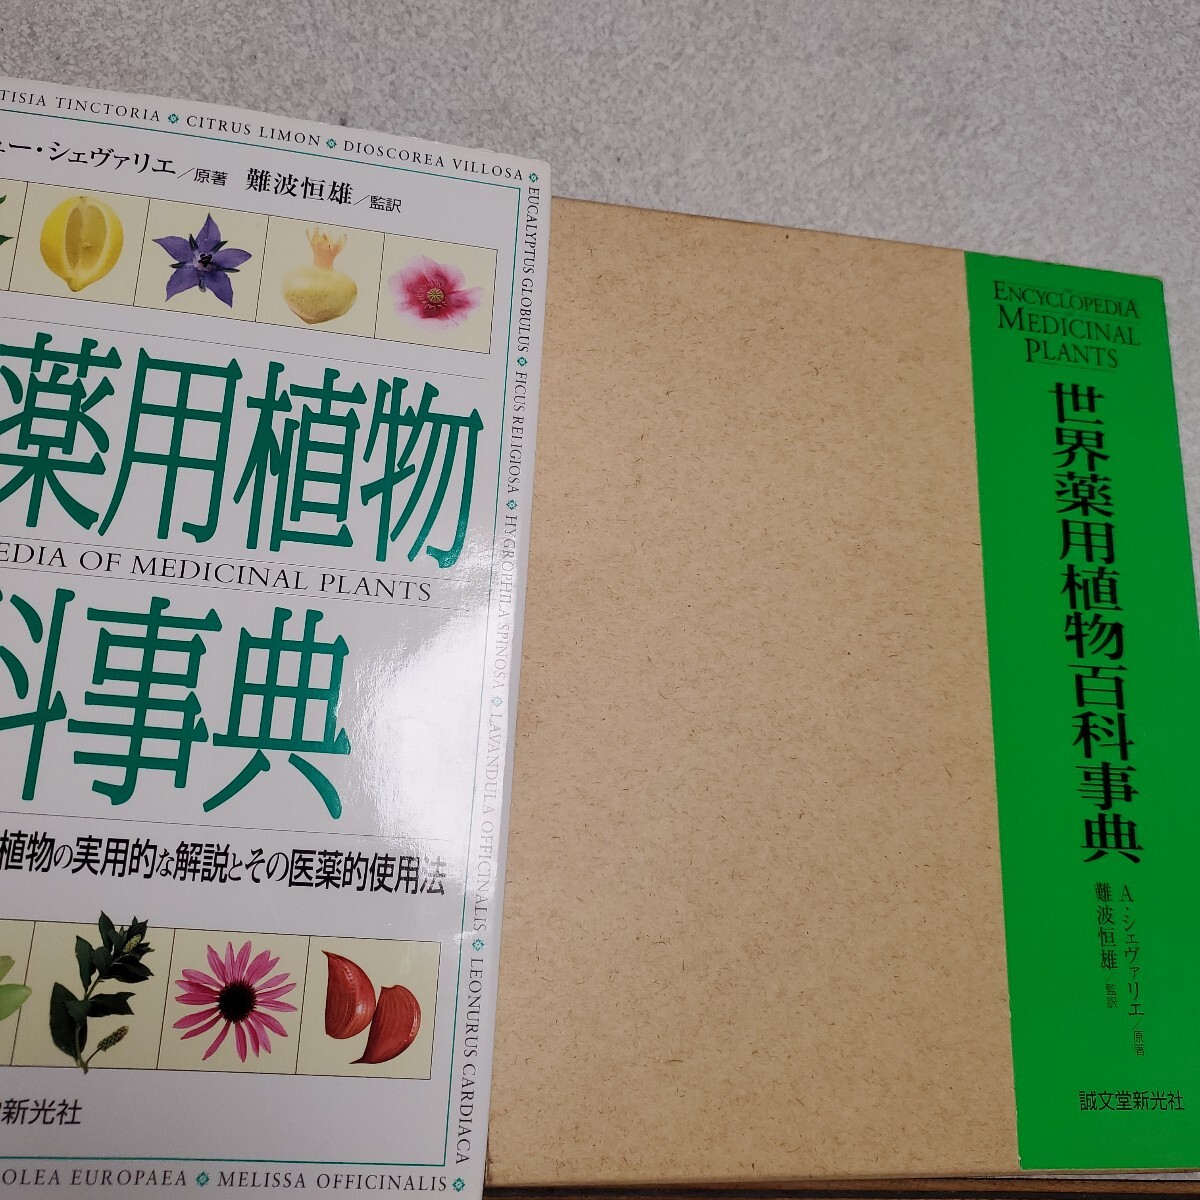 TISIA TINCTORIA CITRUS LIMON DIOSCOREA VILLOSA
ュー・シェヴァリエ/原著 難波恒雄/監訳
薬用植物
EDIA OF MEDICINAL PLANTS
科事典
植物の実用的な解説とその医薬的使用法
新光社
OLEA EUROPAEA MELISSA OFFICINALIS
EUCALYPTUS GLOBULUS FICUS RELIGIOSA HYGROPHILA SPINOSA LAVANDULA OFFICINALIS LEONURUS CARDIACA
ENCYCLOPEDIA
OF
MEDICINAL
PLANTS
世界薬用植物百科事典
A・シェヴァリエ/原著
難波恒雄/監訳
誠文堂新光社